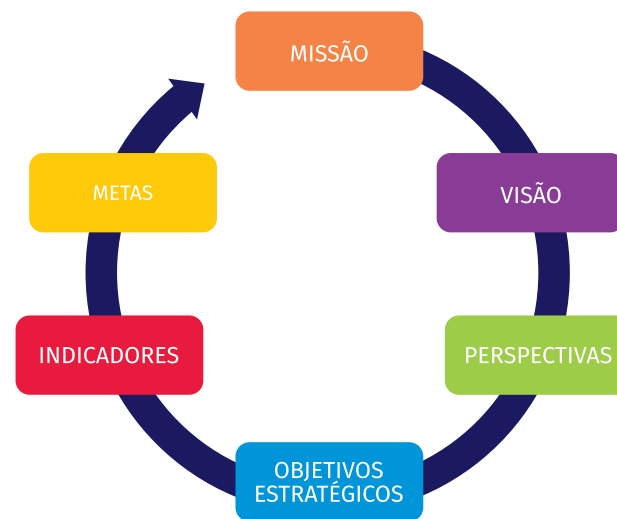 MISSÃO
VISÃO
PERSPECTIVAS
OBJETIVOS
ESTRATÉGICOS
INDICADORES
METAS